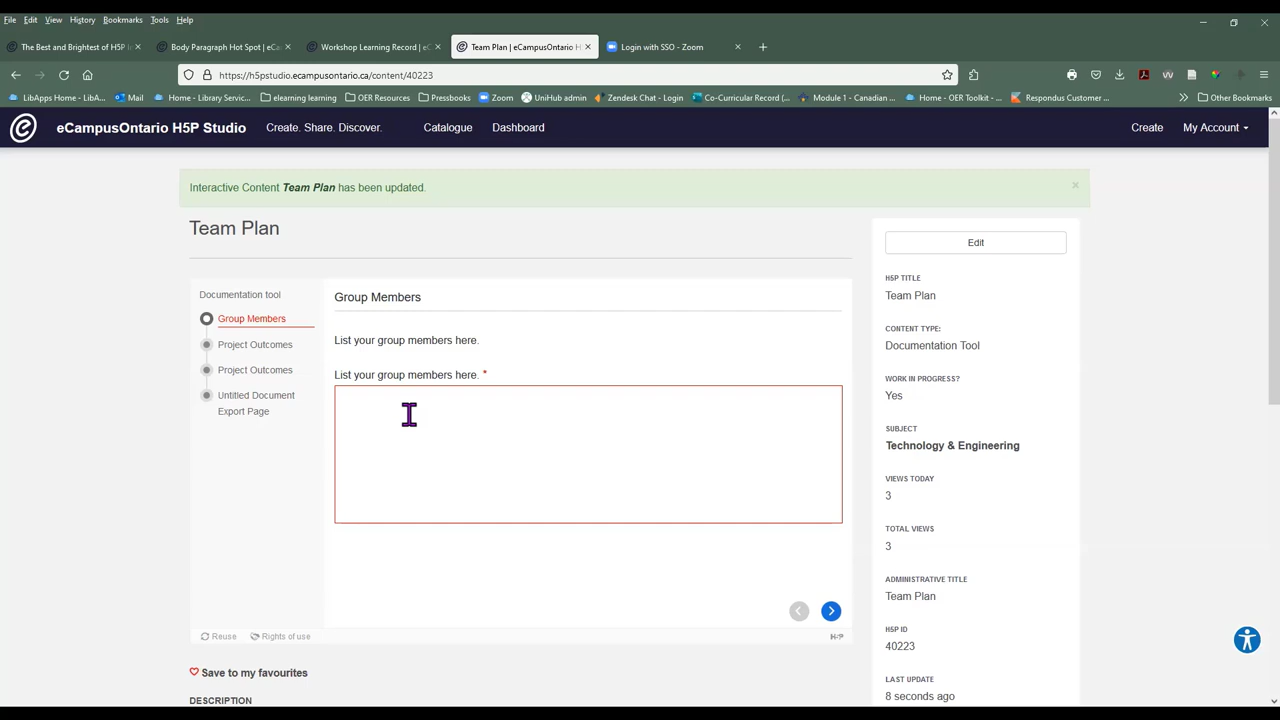 File Edit View History Bookmarks Tools Help
The Best and Brightest of H5P
Body Paragraph Hot Spot | eCa
Workshop Learning Record | eC
Team Plan | eCampusOntario H
Login with SSO - Zoom
https://h5pstudio.ecampusontario.ca/content/40223
LibApps Home - LibA... Mail Home - Library Servic... elearning learning OER Resources Pressbooks Zoom UniHub admin Zendesk Chat - Login Co-Curricular Record (... Module 1 - Canadian ... Home - OER Toolkit -... Respondus Customer ... Other Bookmarks
eCampusOntario H5P Studio Create. Share. Discover. Catalogue Dashboard Create My Account
Interactive Content Team Plan has been updated.
Team Plan
Documentation tool
Group Members
Project Outcomes
Project Outcomes
Untitled Document
Export Page
Group Members
List your group members here.
List your group members here. *
Reuse Rights of use H5P
Save to my favourites
DESCRIPTION
Edit
H5P TITLE
Team Plan
CONTENT TYPE:
Documentation Tool
WORK IN PROGRESS?
Yes
SUBJECT
Technology & Engineering
VIEWS TODAY
3
TOTAL VIEWS
3
ADMINISTRATIVE TITLE
Team Plan
H5P ID
40223
LAST UPDATE
8 seconds ago